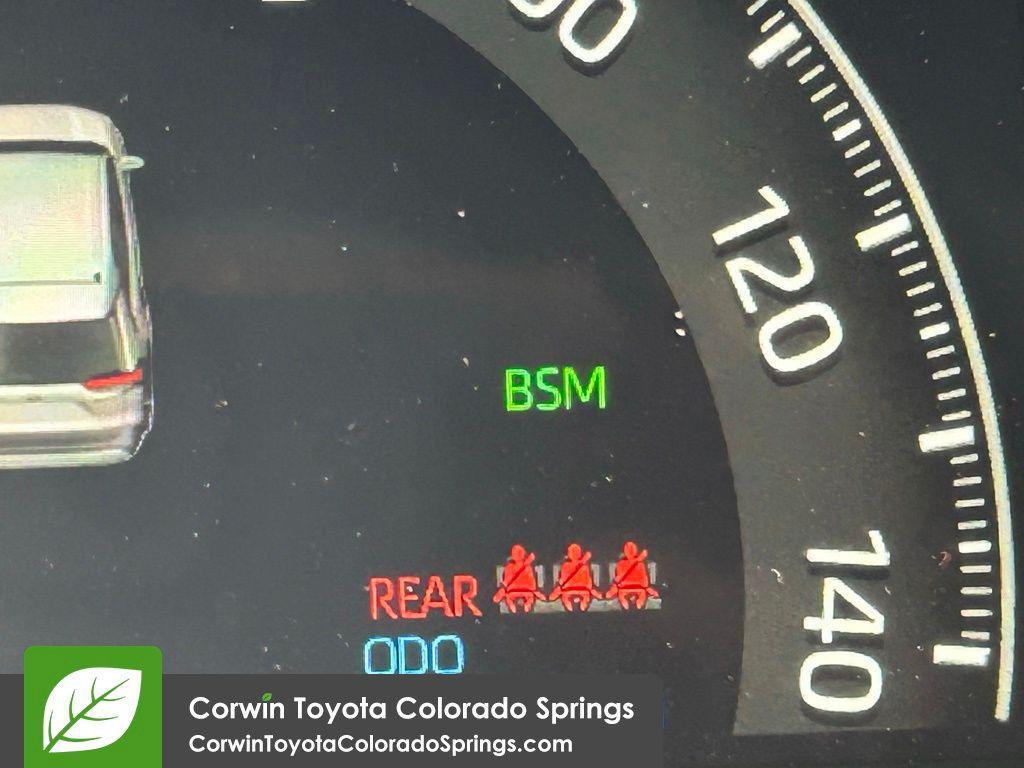 120
BSM
140
REAR
ODO
Corwin Toyota Colorado Springs
CorwinToyotaColoradoSprings.com